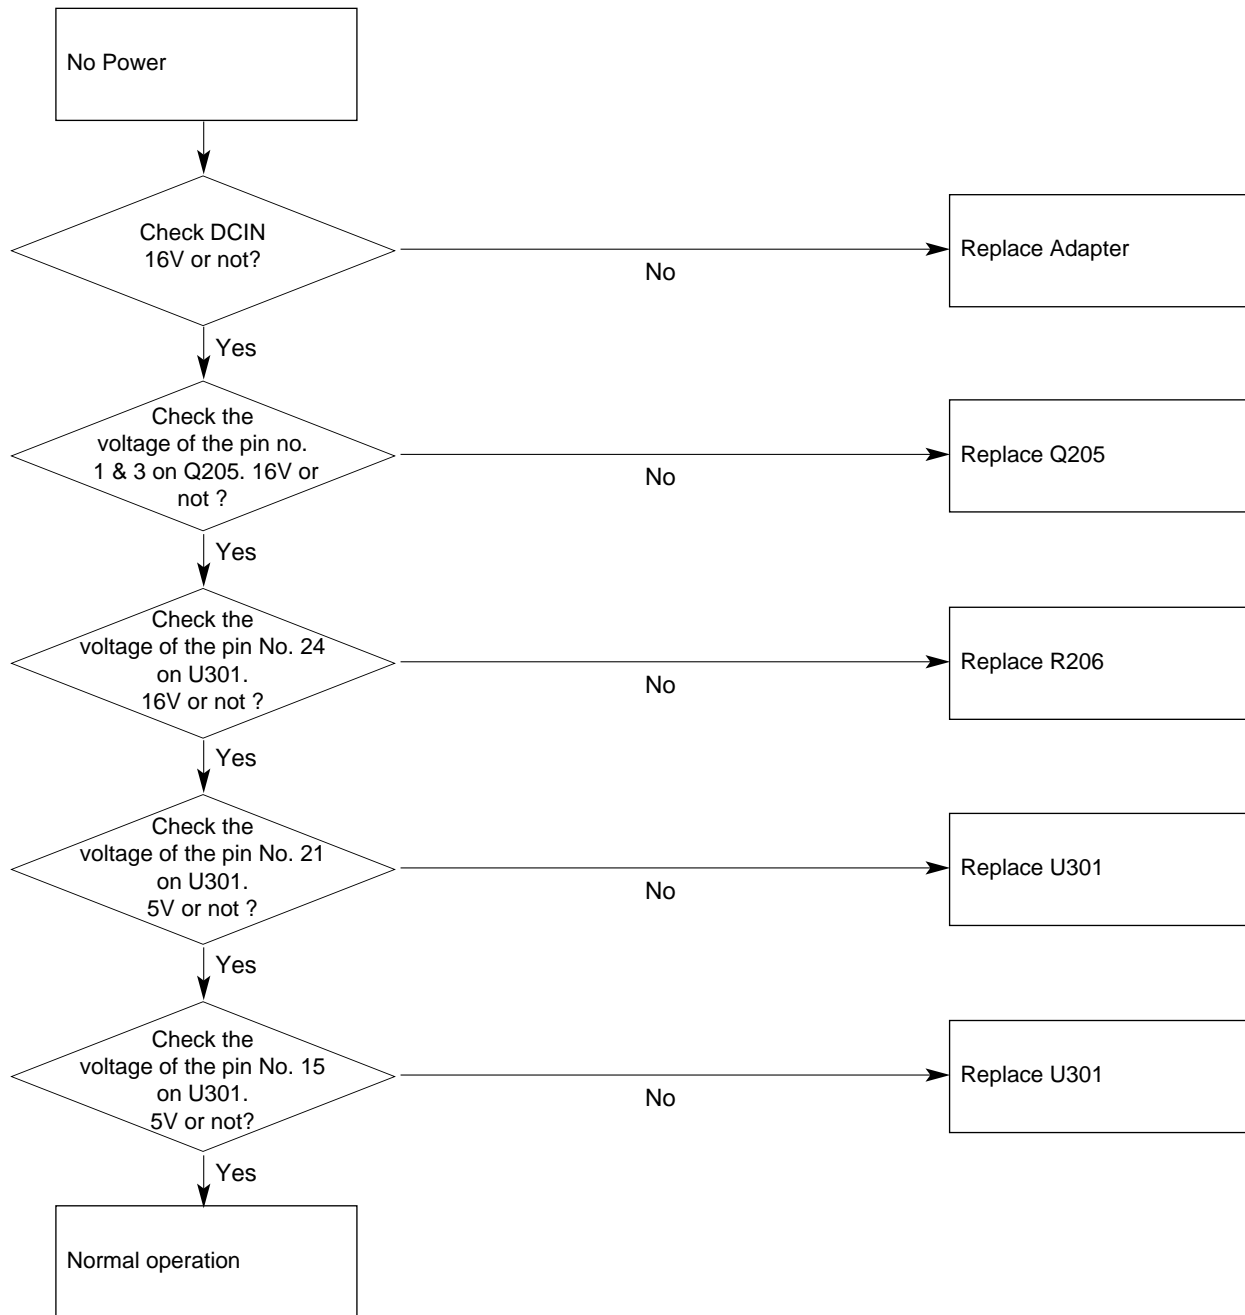 No Power
Check DCIN
16V or not?
No
Replace Adapter
Yes
Check the
voltage of the pin no.
1 & 3 on Q205. 16V or
not ?
No
Replace Q205
Yes
Check the
voltage of the pin No. 24
on U301.
16V or not ?
No
Replace R206
Yes
Check the
voltage of the pin No. 21
on U301.
5V or not ?
No
Replace U301
Yes
Check the
voltage of the pin No. 15
on U301.
5V or not?
No
Replace U301
Yes
Normal operation